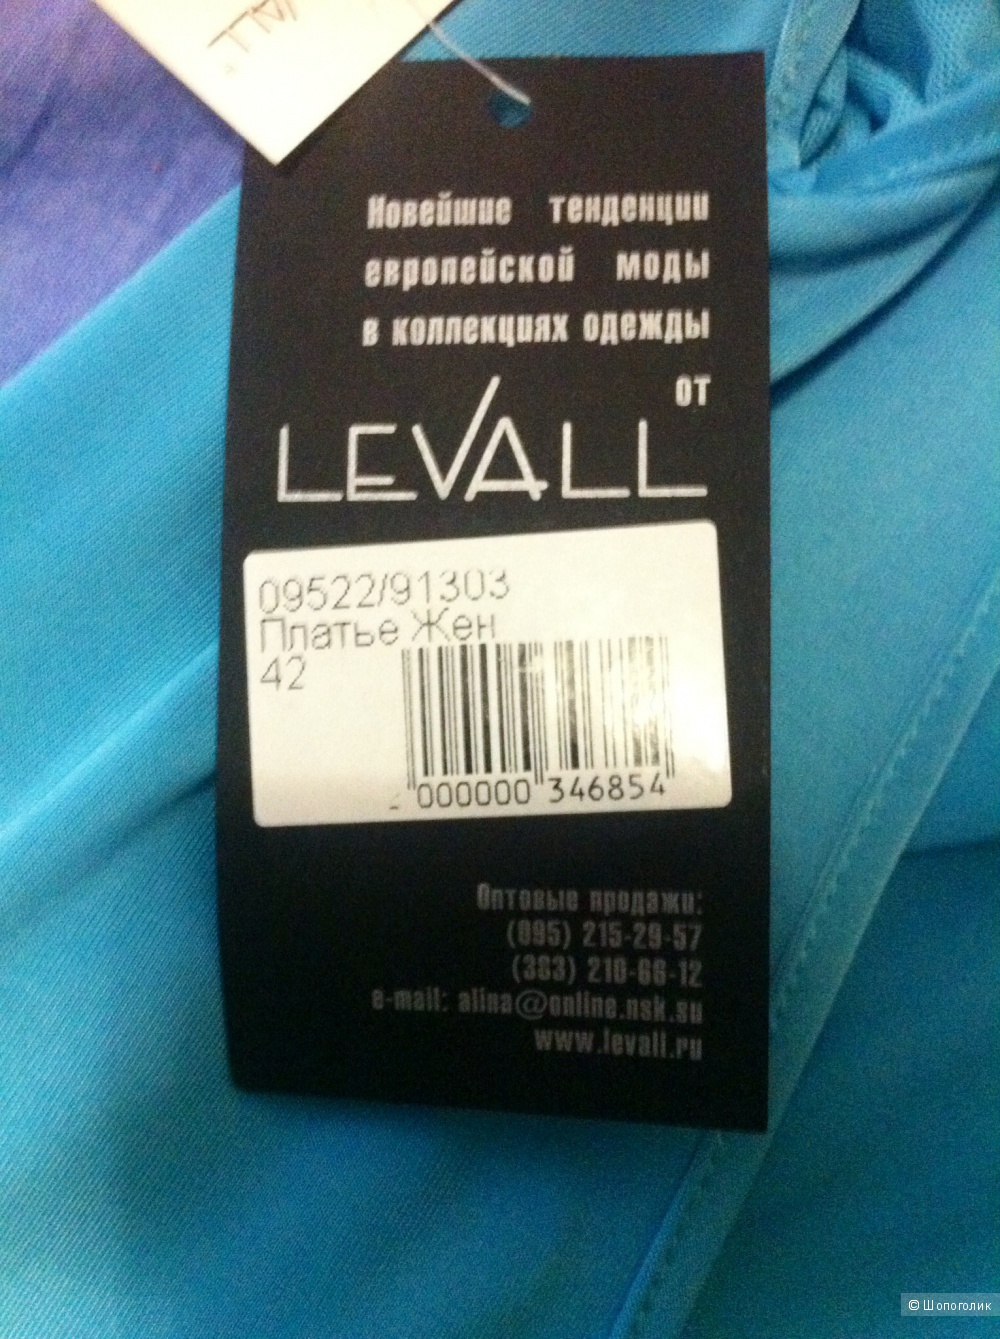 Новейшие тенденции
европейской моды
в коллекциях одежды
от
LEVALL
09522/91303
Платье Жен
42
000000 346854
Оптовые продажи:
(095) 215-29-57
(383) 210-66-12
e-mail: alina@online.nsk.su
www.levall.ru
© Шопоголик